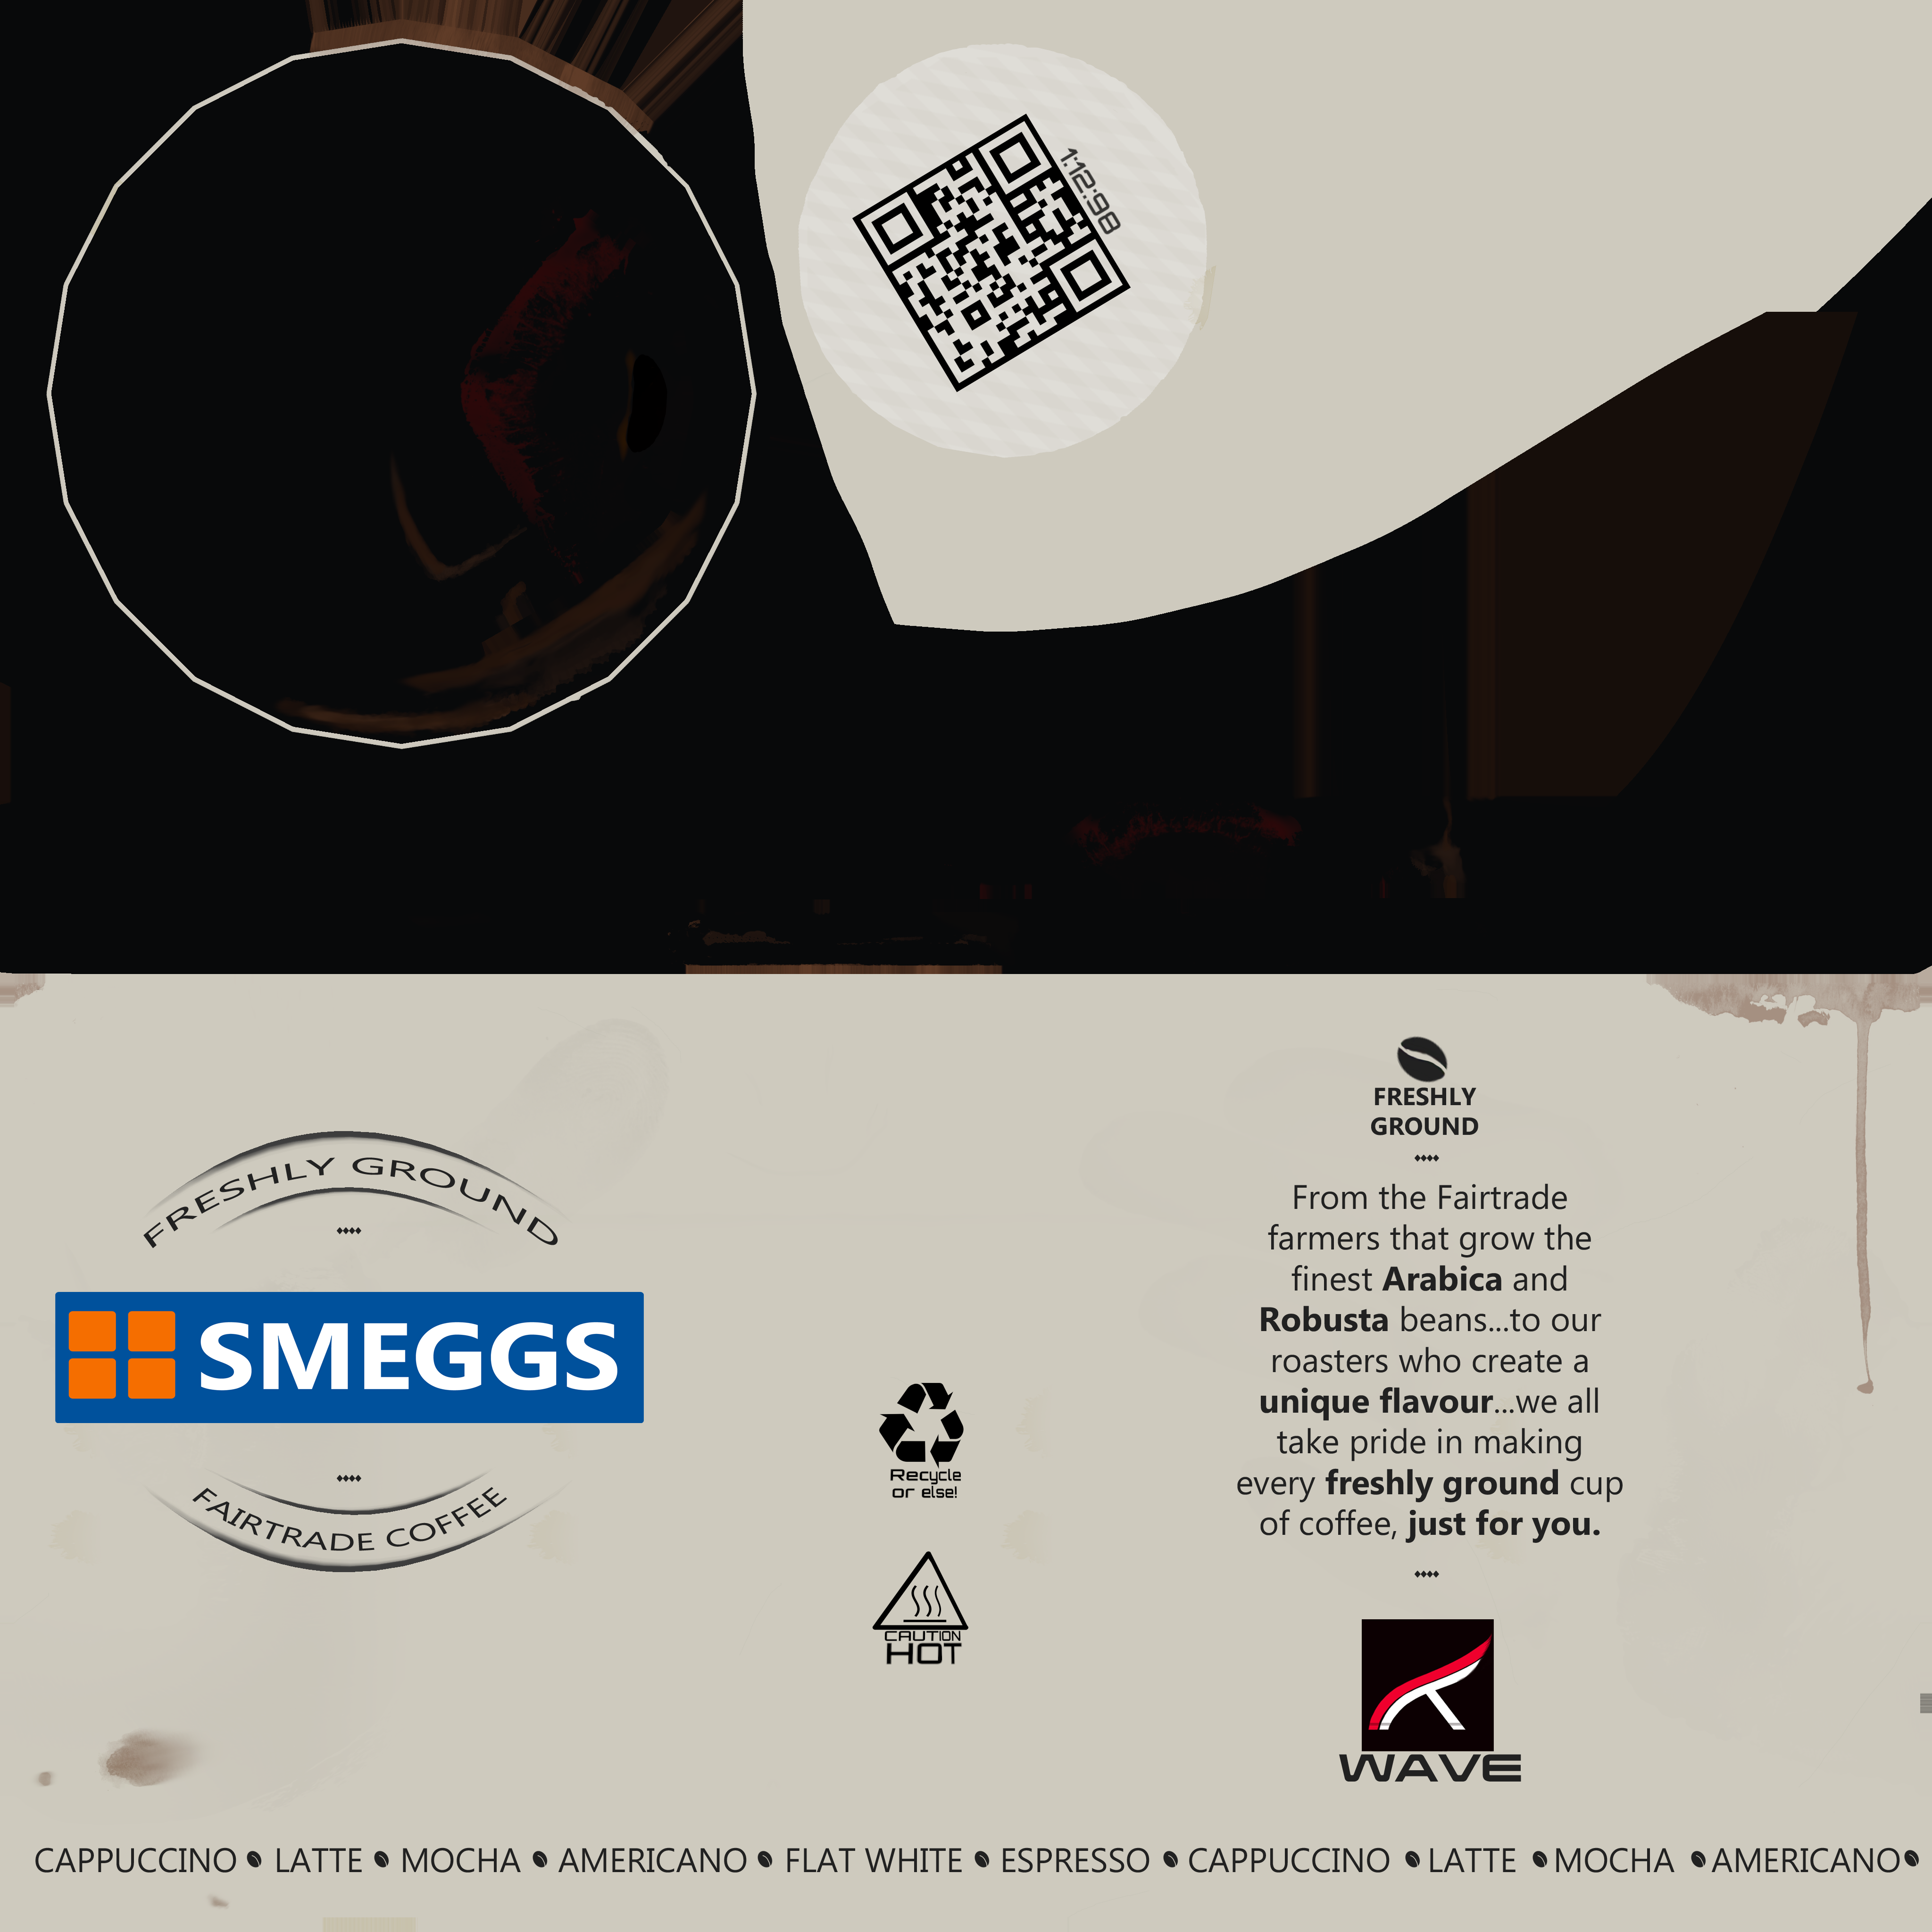 1:12:98
FRESHLY GROUND
SMEGGS
FAIRTRADE COFFEE
Recycle
or else!
CAUTION
HOT
FRESHLY
GROUND
From the Fairtrade
farmers that grow the
finest Arabica and
Robusta beans...to our
roasters who create a
unique flavour...we all
take pride in making
every freshly ground cup
of coffee, just for you.
WAVE
CAPPUCCINO LATTE MOCHA AMERICANO FLAT WHITE ESPRESSO CAPPUCCINO LATTE MOCHA AMERICANO